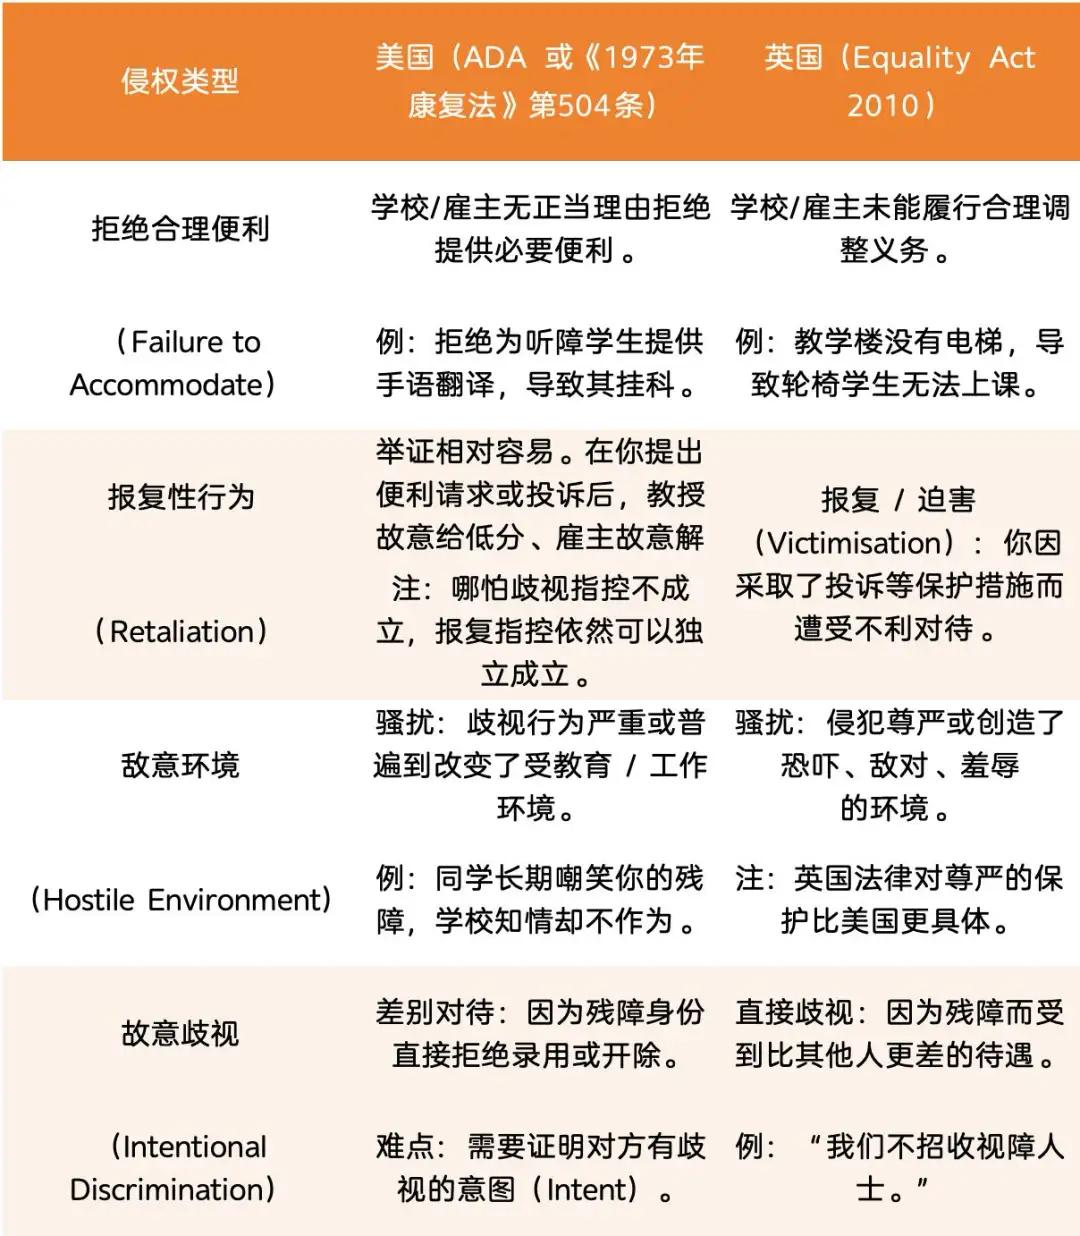 侵权类型
美国（ADA 或《1973年
康复法》第504条）
英国（Equality Act
2010）
拒绝合理便利
（Failure to
Accommodate）
学校/雇主无正当理由拒绝
提供必要便利。
例：拒绝为听障学生提供
手语翻译，导致其挂科。
学校/雇主未能履行合理调
整义务。
例：教学楼没有电梯，导
致轮椅学生无法上课。
报复性行为
（Retaliation）
举证相对容易。在你提出
便利请求或投诉后，教授
故意给低分、雇主故意解
注：哪怕歧视指控不成
立，报复指控依然可以独
立成立。
报复 / 迫害
（Victimisation）：你因
采取了投诉等保护措施而
遭受不利对待。
敌意环境
（Hostile Environment）
骚扰：歧视行为严重或普
遍到改变了受教育 / 工作
环境。
例：同学长期嘲笑你的残
障，学校知情却不作为。
骚扰：侵犯尊严或创造了
恐吓、敌对、羞辱
的环境。
注：英国法律对尊严的保
护比美国更具体。
故意歧视
（Intentional
Discrimination）
差别对待：因为残障身份
直接拒绝录用或开除。
难点：需要证明对方有歧
视的意图（Intent）。
直接歧视：因为残障而受
到比其他人更差的待遇。
例：“我们不招收视障人
士。”